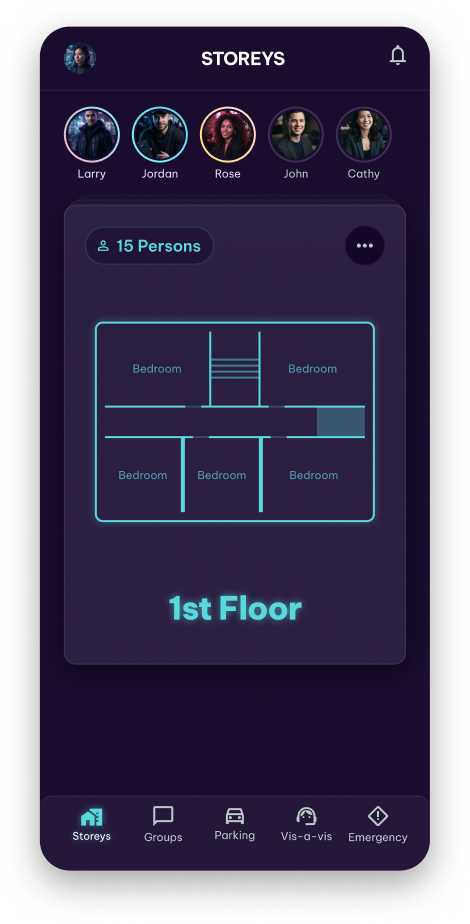 STOREYS
Larry
Jordan
Rose
John
Cathy
15 Persons
Bedroom
Bedroom
Bedroom
Bedroom
Bedroom
1st Floor
Storeys
Groups
Parking
Vis-a-vis
Emergency